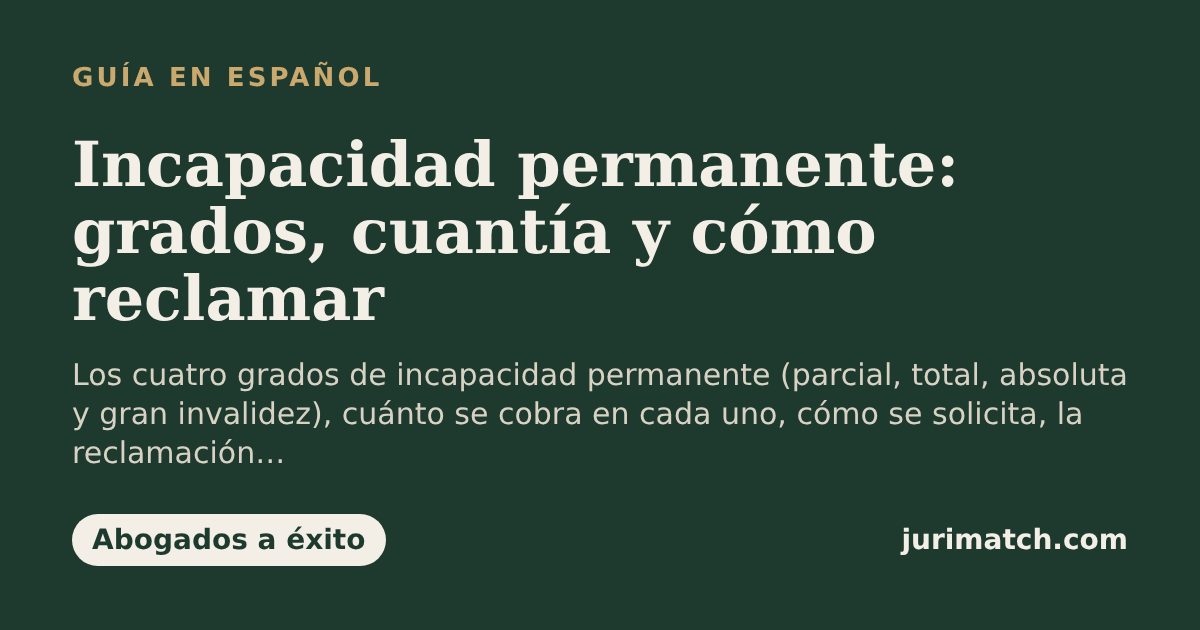 GUÍA EN ESPAÑOL
Incapacidad permanente:
grados, cuantía y cómo
reclamar
Los cuatro grados de incapacidad permanente (parcial, total, absoluta
y gran invalidez), cuánto se cobra en cada uno, cómo se solicita, la
reclamación...
Abogados a éxito
jurimatch.com